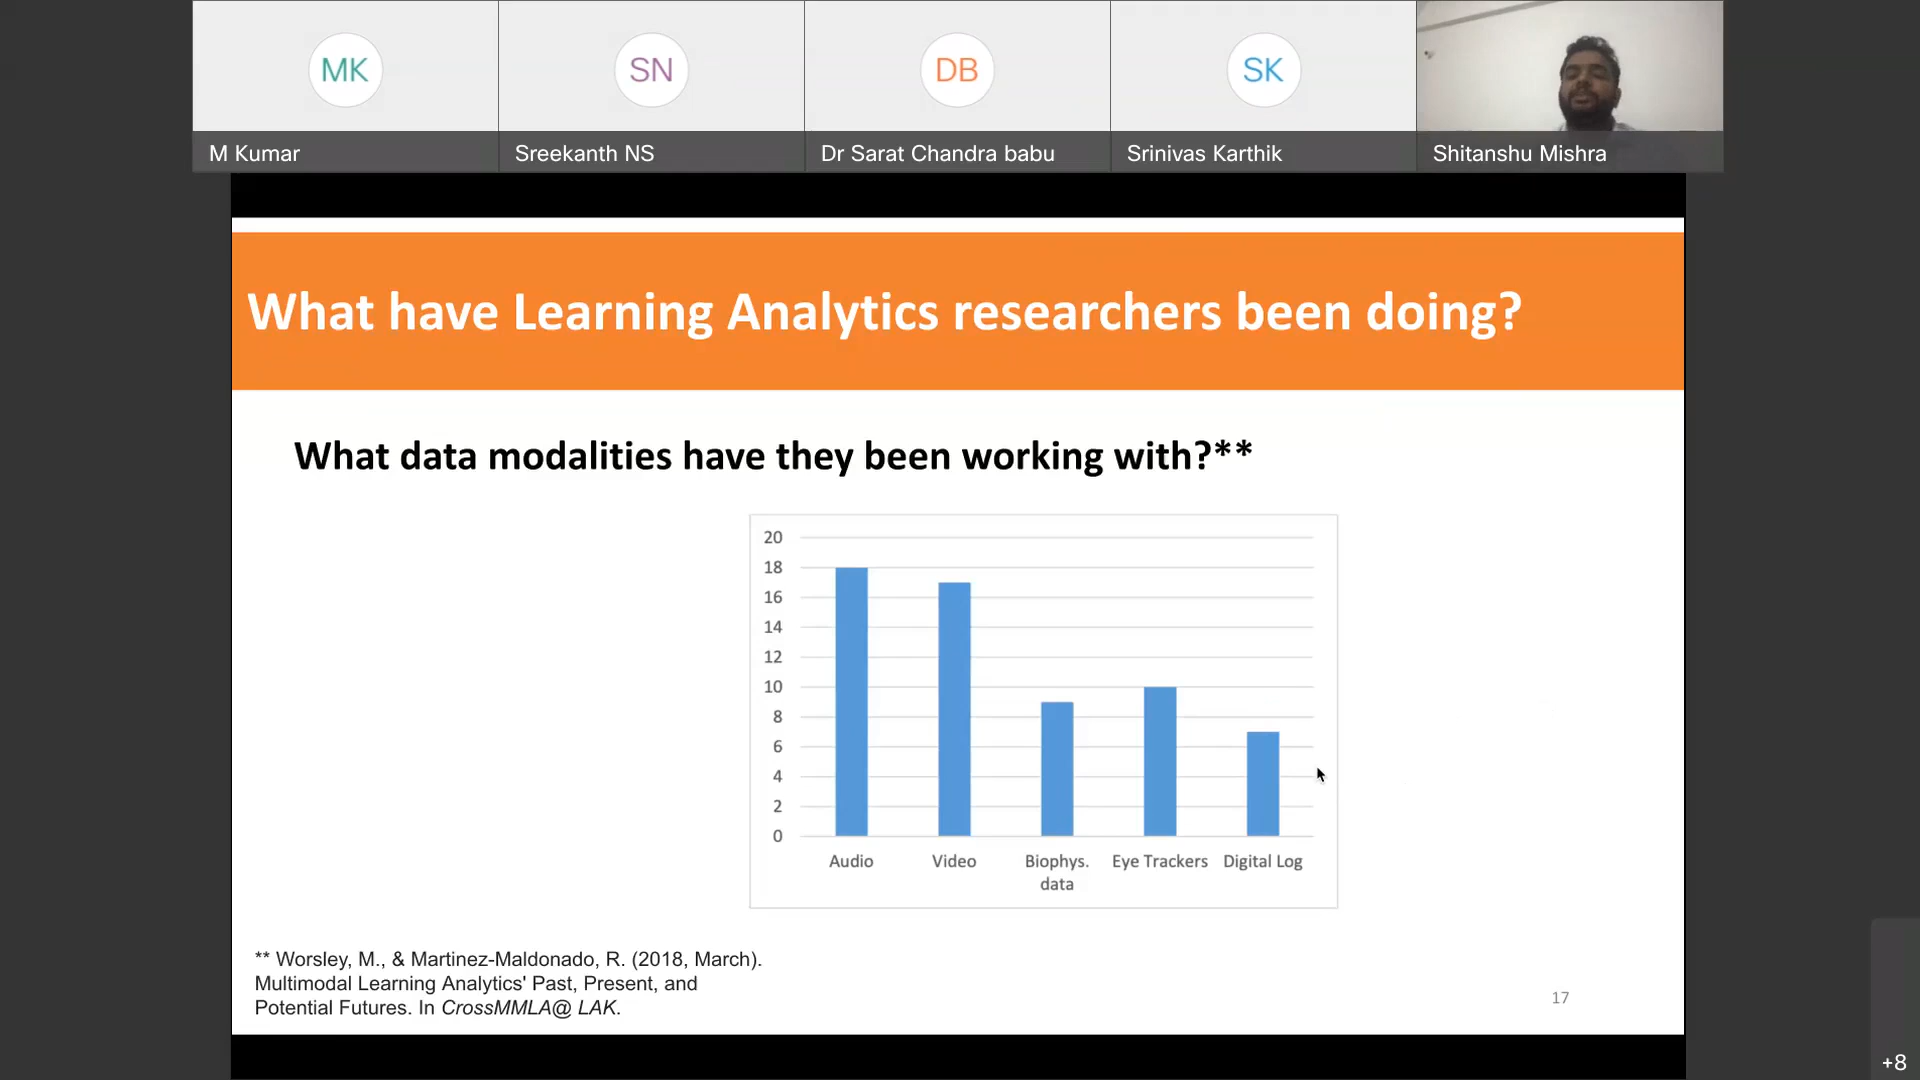 MK
SN
DB
SK
M Kumar
Sreekanth NS
Dr Sarat Chandra babu
Srinivas Karthik
Shitanshu Mishra
What have Learning Analytics researchers been doing?
What data modalities have they been working with?**
20
18
16
14
12
10
8
6
4
2
0
Audio
Video
Biophys.
data
Eye Trackers
Digital Log
** Worsley, M., & Martinez-Maldonado, R. (2018, March).
Multimodal Learning Analytics' Past, Present, and
Potential Futures. In CrossMMLA@ LAK.
17
+8